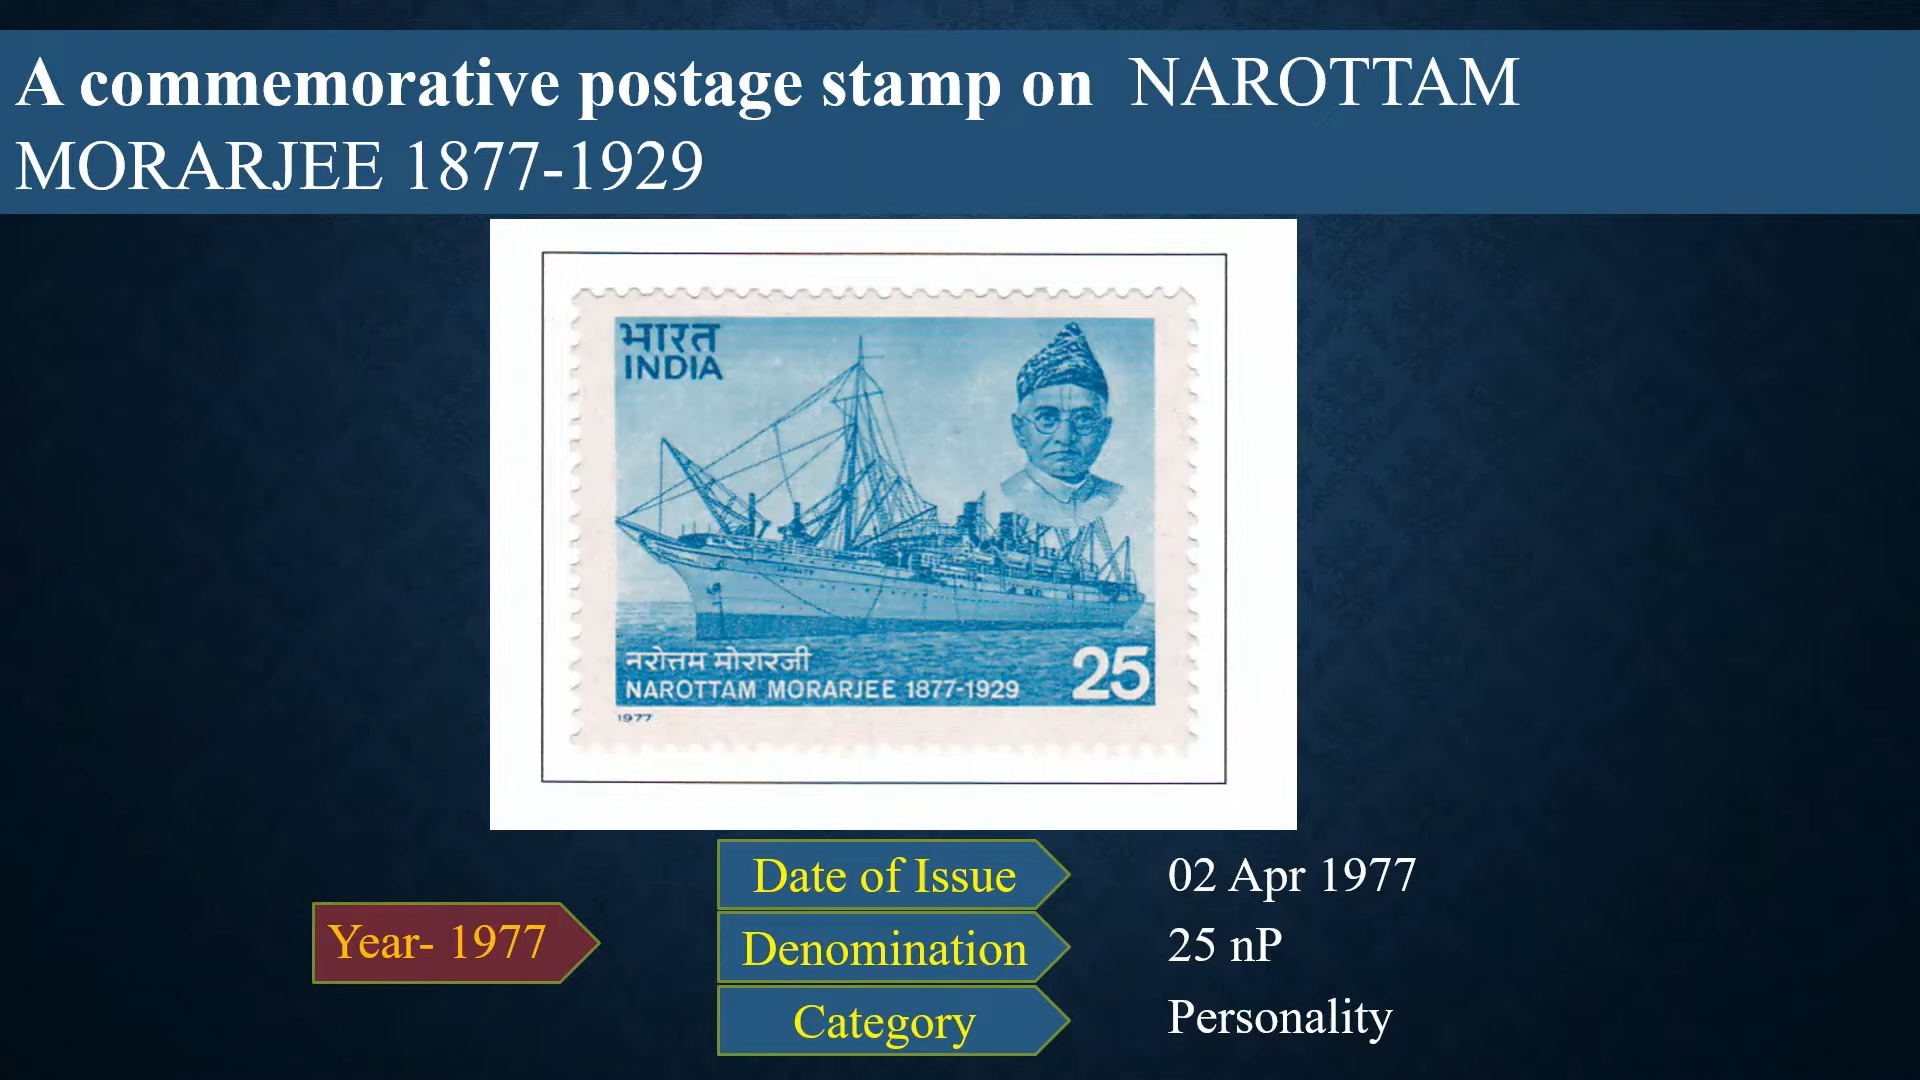 A commemorative postage stamp on NAROTTAM
MORARJEE 1877-1929
भारत
INDIA
नरोत्तम मोरारजी
NAROTTAM MORARJEE 1877-1929
25
1977
Year- 1977
Date of Issue 02 Apr 1977
Denomination 25 nP
Category Personality